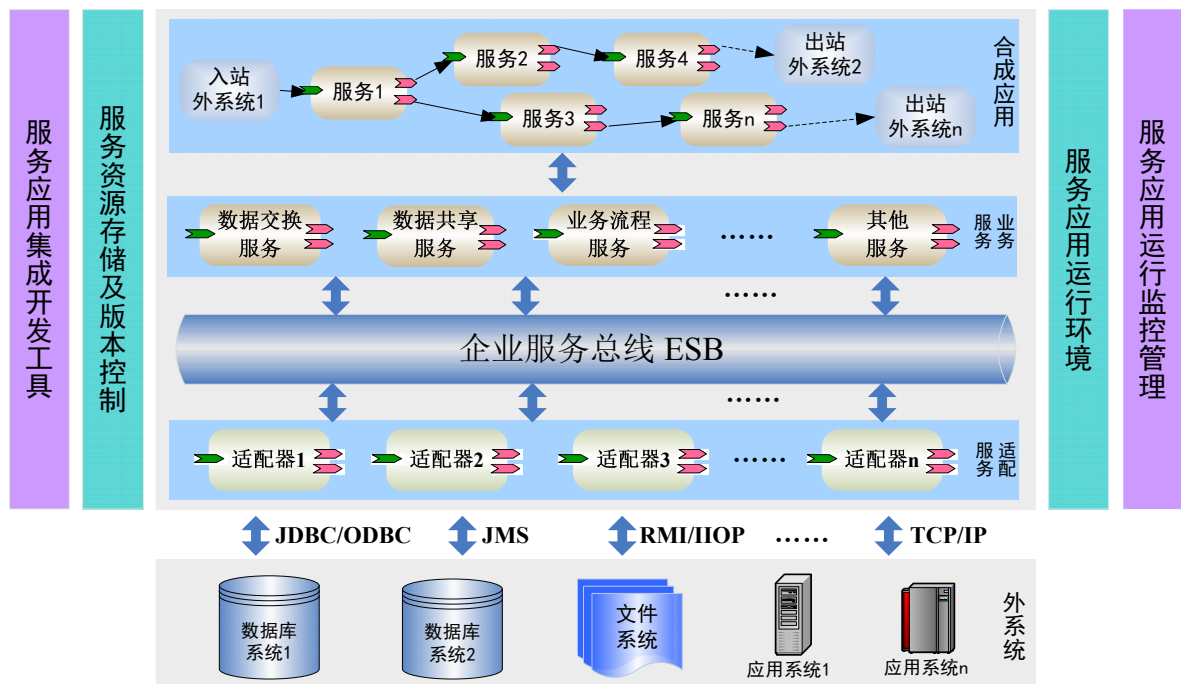 服务应用集成开发工具
服务资源存储及版本控制
入站
外系统1
服务1
服务2
服务3
服务4
服务n
出站
外系统2
出站
外系统n
合成应用
数据交换
服务
数据共享
服务
业务流程
服务
……
其他
服务
业务
服务
……
企业服务总线 ESB
……
适配器1
适配器2
适配器3
……
适配器n
适配
服务
JDBC/ODBC
JMS
RMI/IIOP
……
TCP/IP
数据库
系统1
数据库
系统2
文件
系统
应用系统1
应用系统n
外系统
服务应用运行环境
服务应用运行监控管理